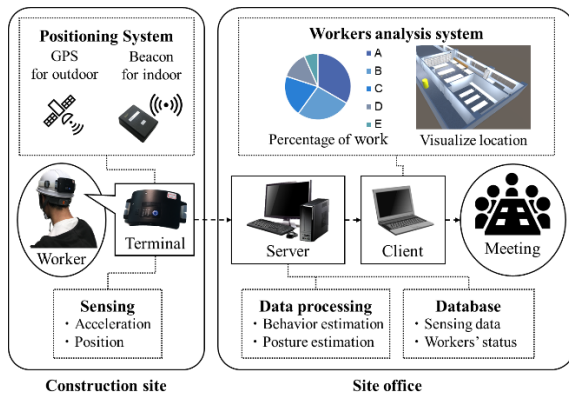 Positioning System
GPS
for outdoor
Beacon
for indoor
Worker
Terminal
Sensing
・Acceleration
・Position
Construction site
Workers analysis system
A
B
C
D
E
Percentage of work
Visualize location
Server
Client
Meeting
Data processing
・Behavior estimation
・Posture estimation
Database
・Sensing data
・Workers' status
Site office